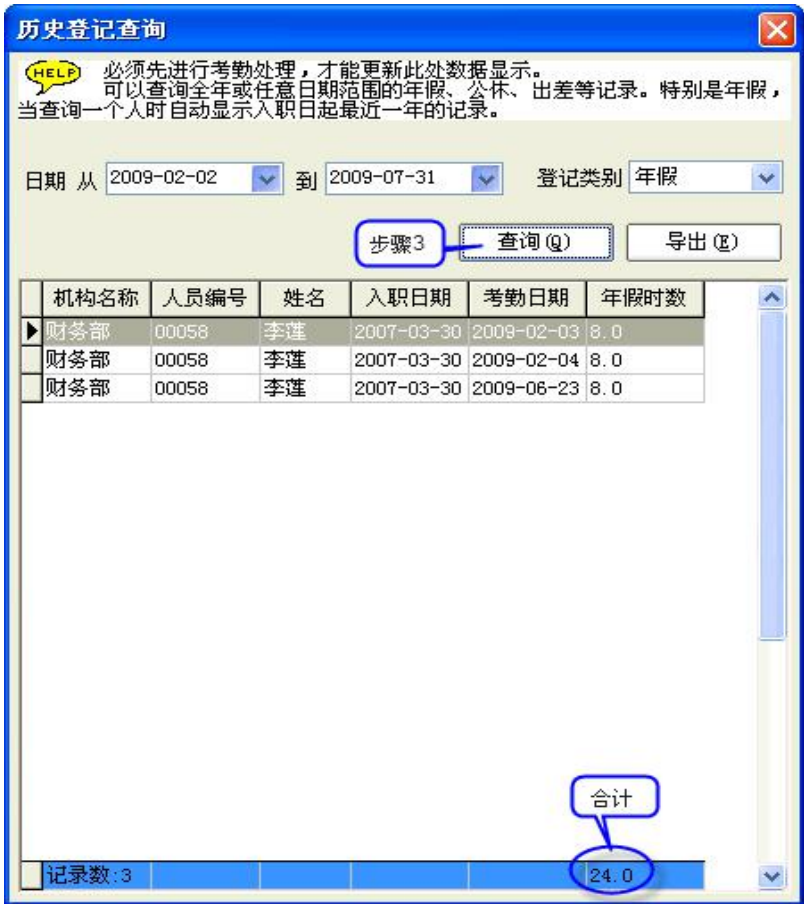 历史登记查询
HELP 必须先进行考勤处理，才能更新此处数据显示。
可以查询全年或任意日期范围的年假、公休、出差等记录。特别是年假，
当查询一个人时自动显示入职日起最近一年的记录。
日期 从 2009-02-02 到 2009-07-31 登记类别 年假
步骤3 查询(Q) 导出(E)
机构名称 人员编号 姓名 入职日期 考勤日期 年假时数
财务部 00058 李莲 2007-03-30 2009-02-03 8.0
财务部 00058 李莲 2007-03-30 2009-02-04 8.0
财务部 00058 李莲 2007-03-30 2009-06-23 8.0
合计
记录数:3 24.0